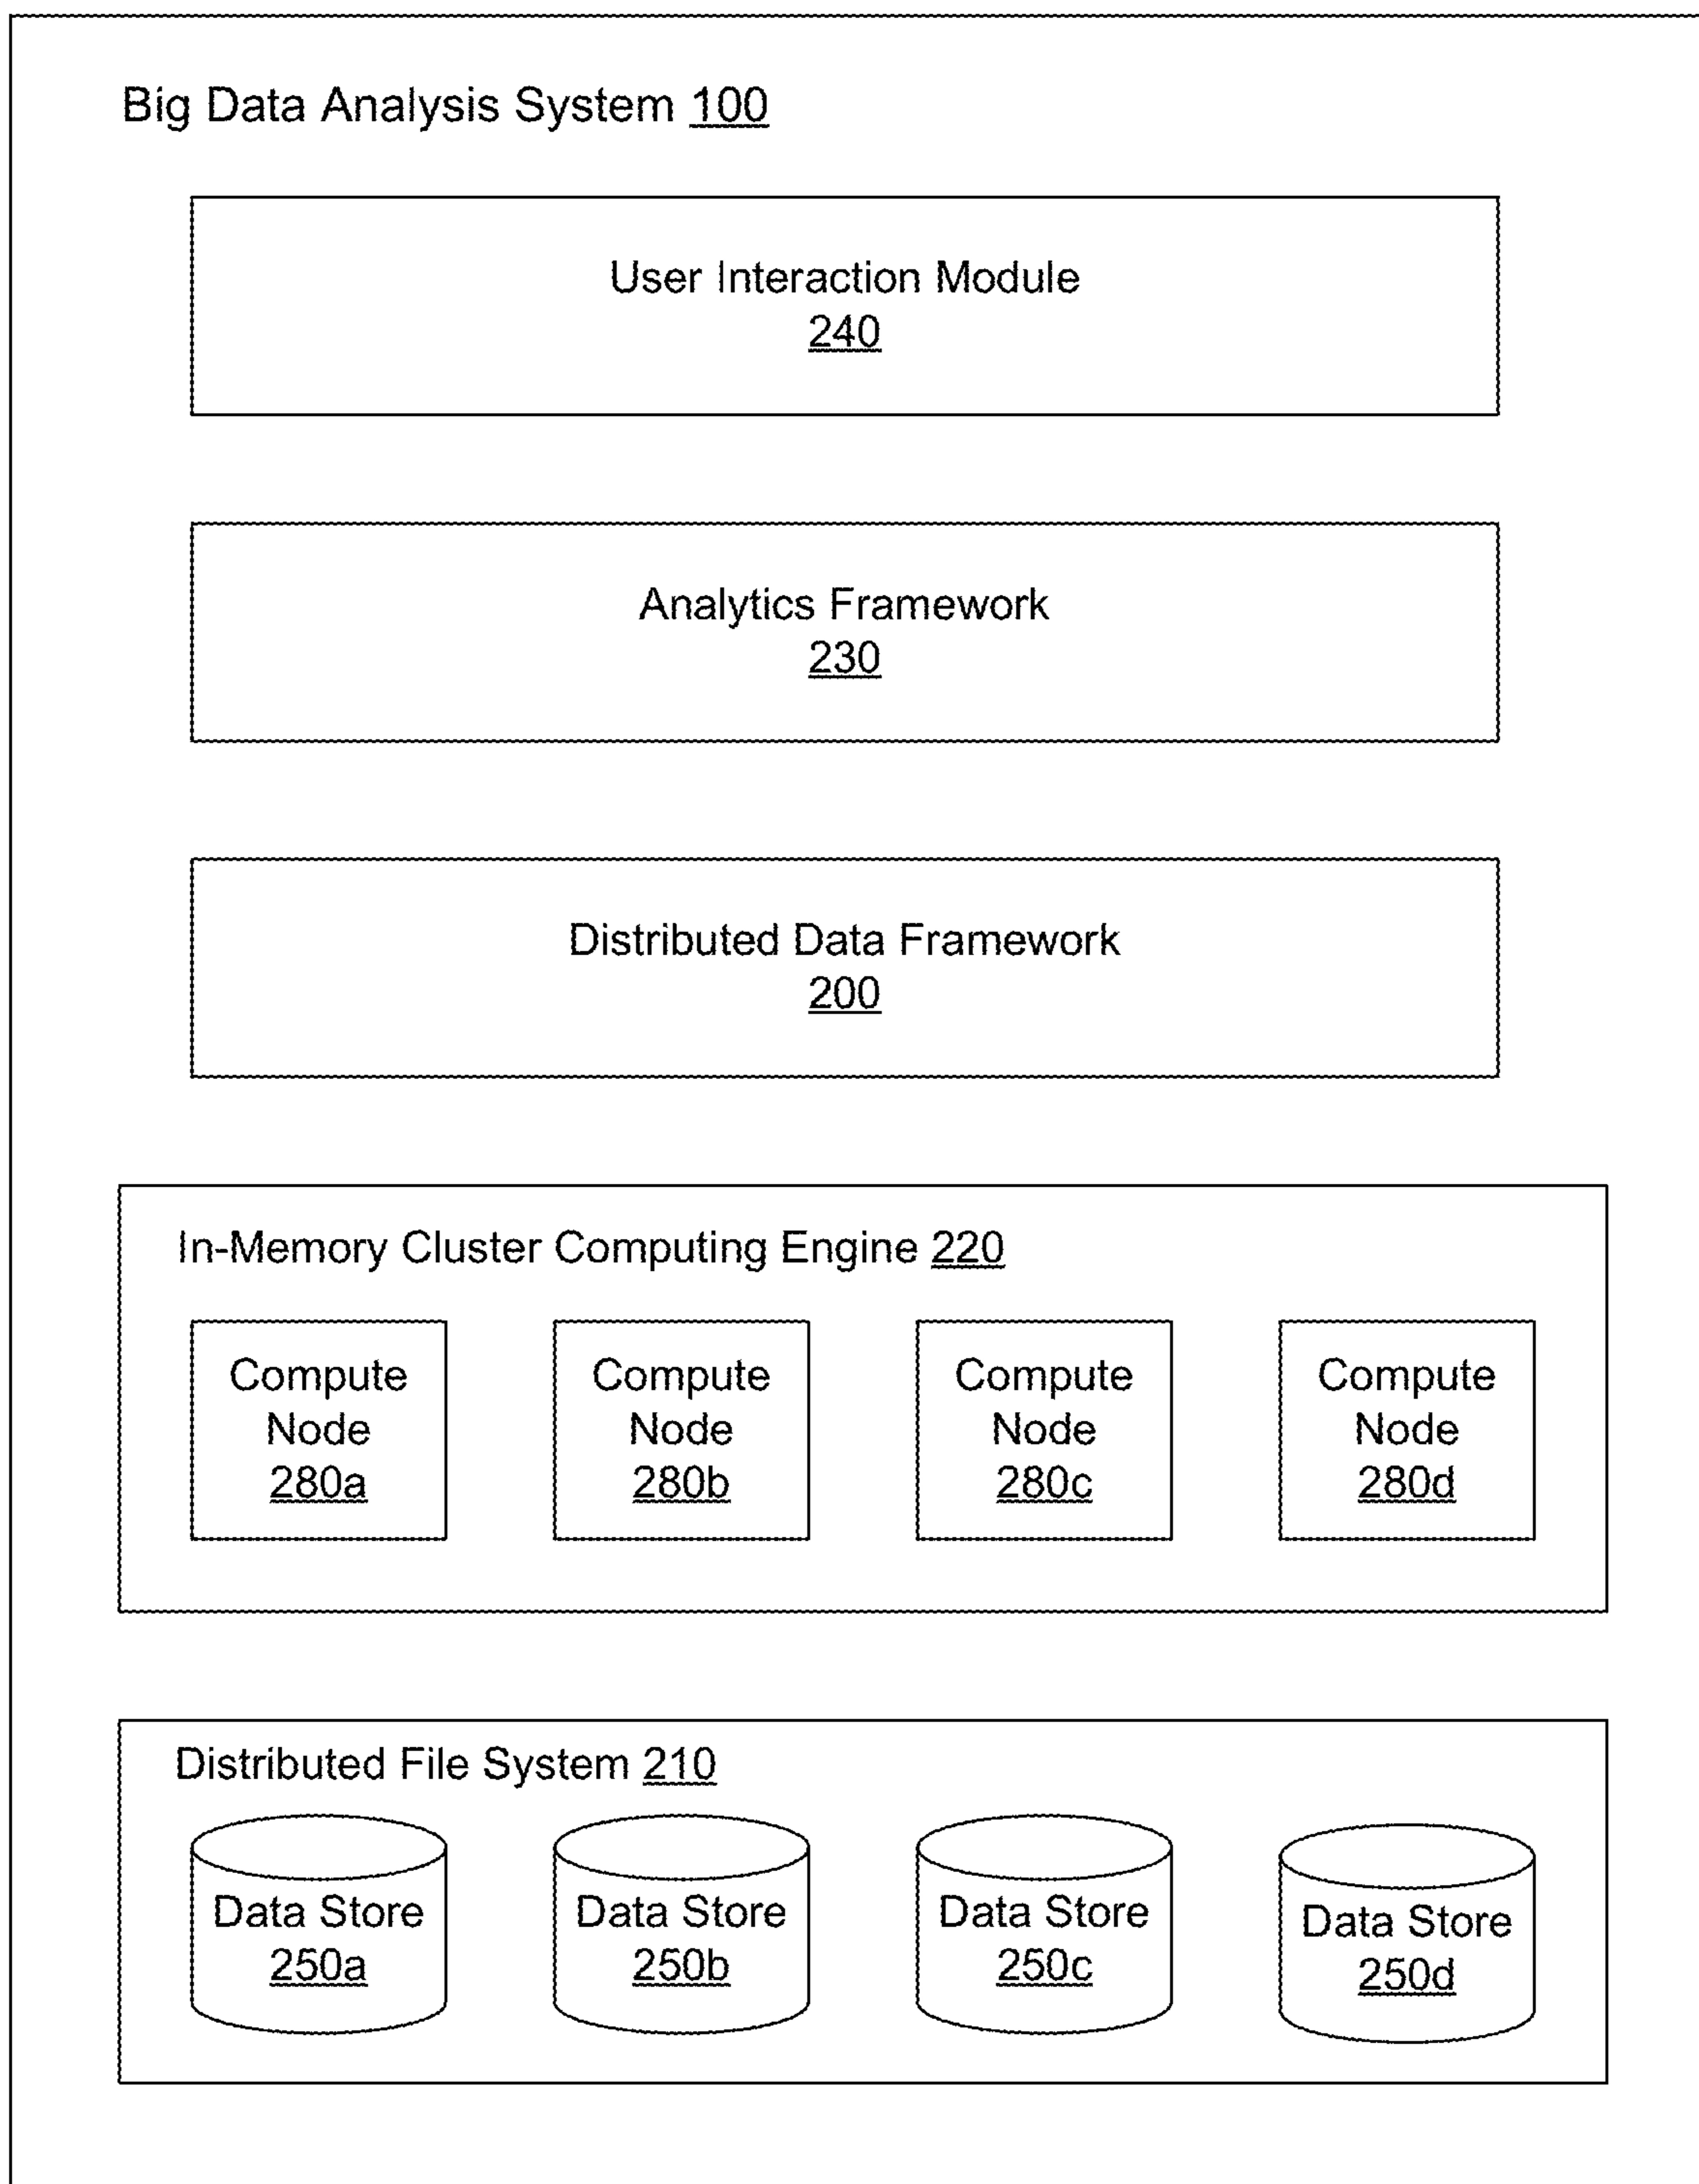 Big Data Analysis System 100
User Interaction Module
240
Analytics Framework
230
Distributed Data Framework
200
In-Memory Cluster Computing Engine 220
Compute
Node
280a
Compute
Node
280b
Compute
Node
280c
Compute
Node
280d
Distributed File System 210
Data Store
250a
Data Store
250b
Data Store
250c
Data Store
250d